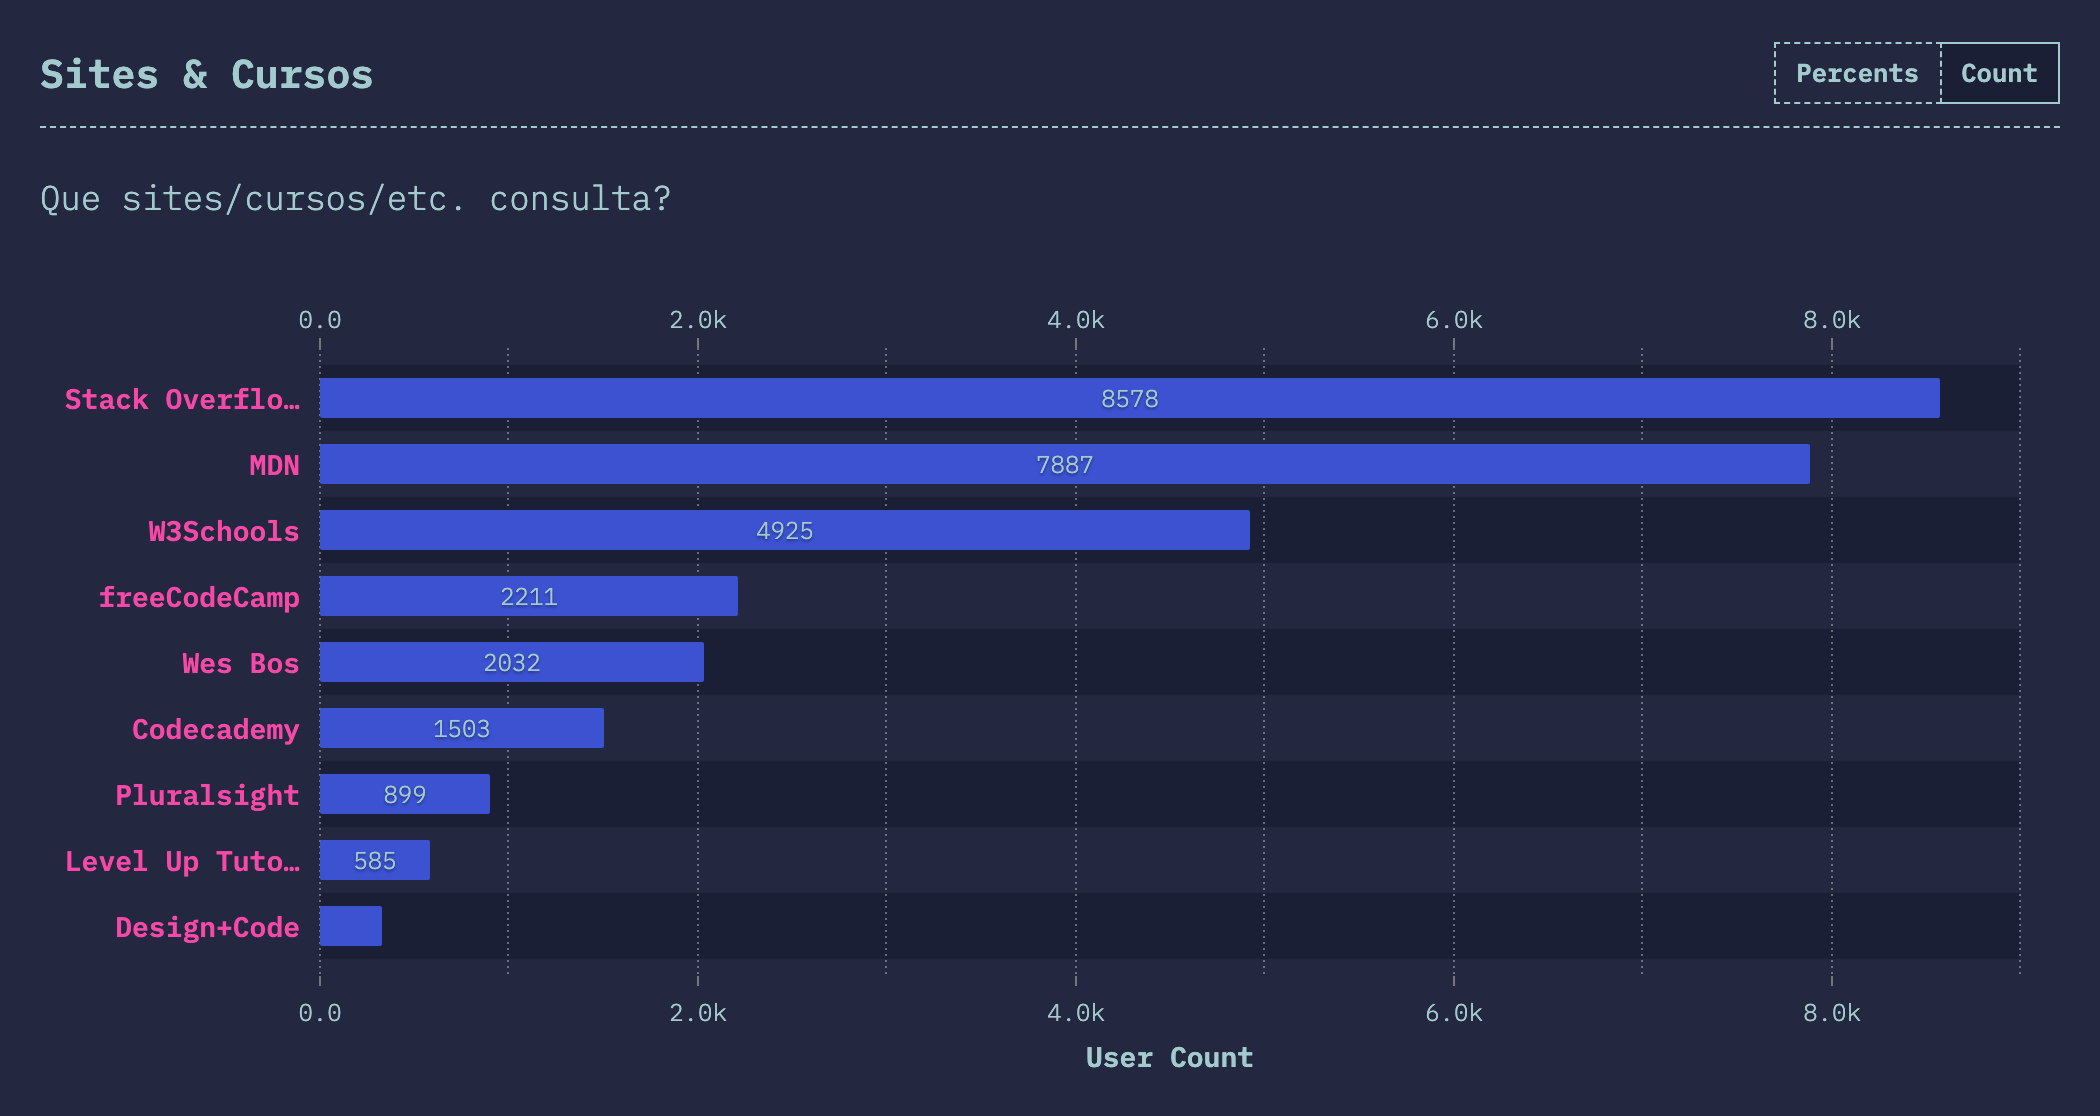 Sites & Cursos
Percents Count
Que sites/cursos/etc. consulta?
0.0 2.0k 4.0k 6.0k 8.0k
Stack Overflo… 8578
MDN 7887
W3Schools 4925
freeCodeCamp 2211
Wes Bos 2032
Codecademy 1503
Pluralsight 899
Level Up Tuto… 585
Design+Code
0.0 2.0k 4.0k 6.0k 8.0k
User Count